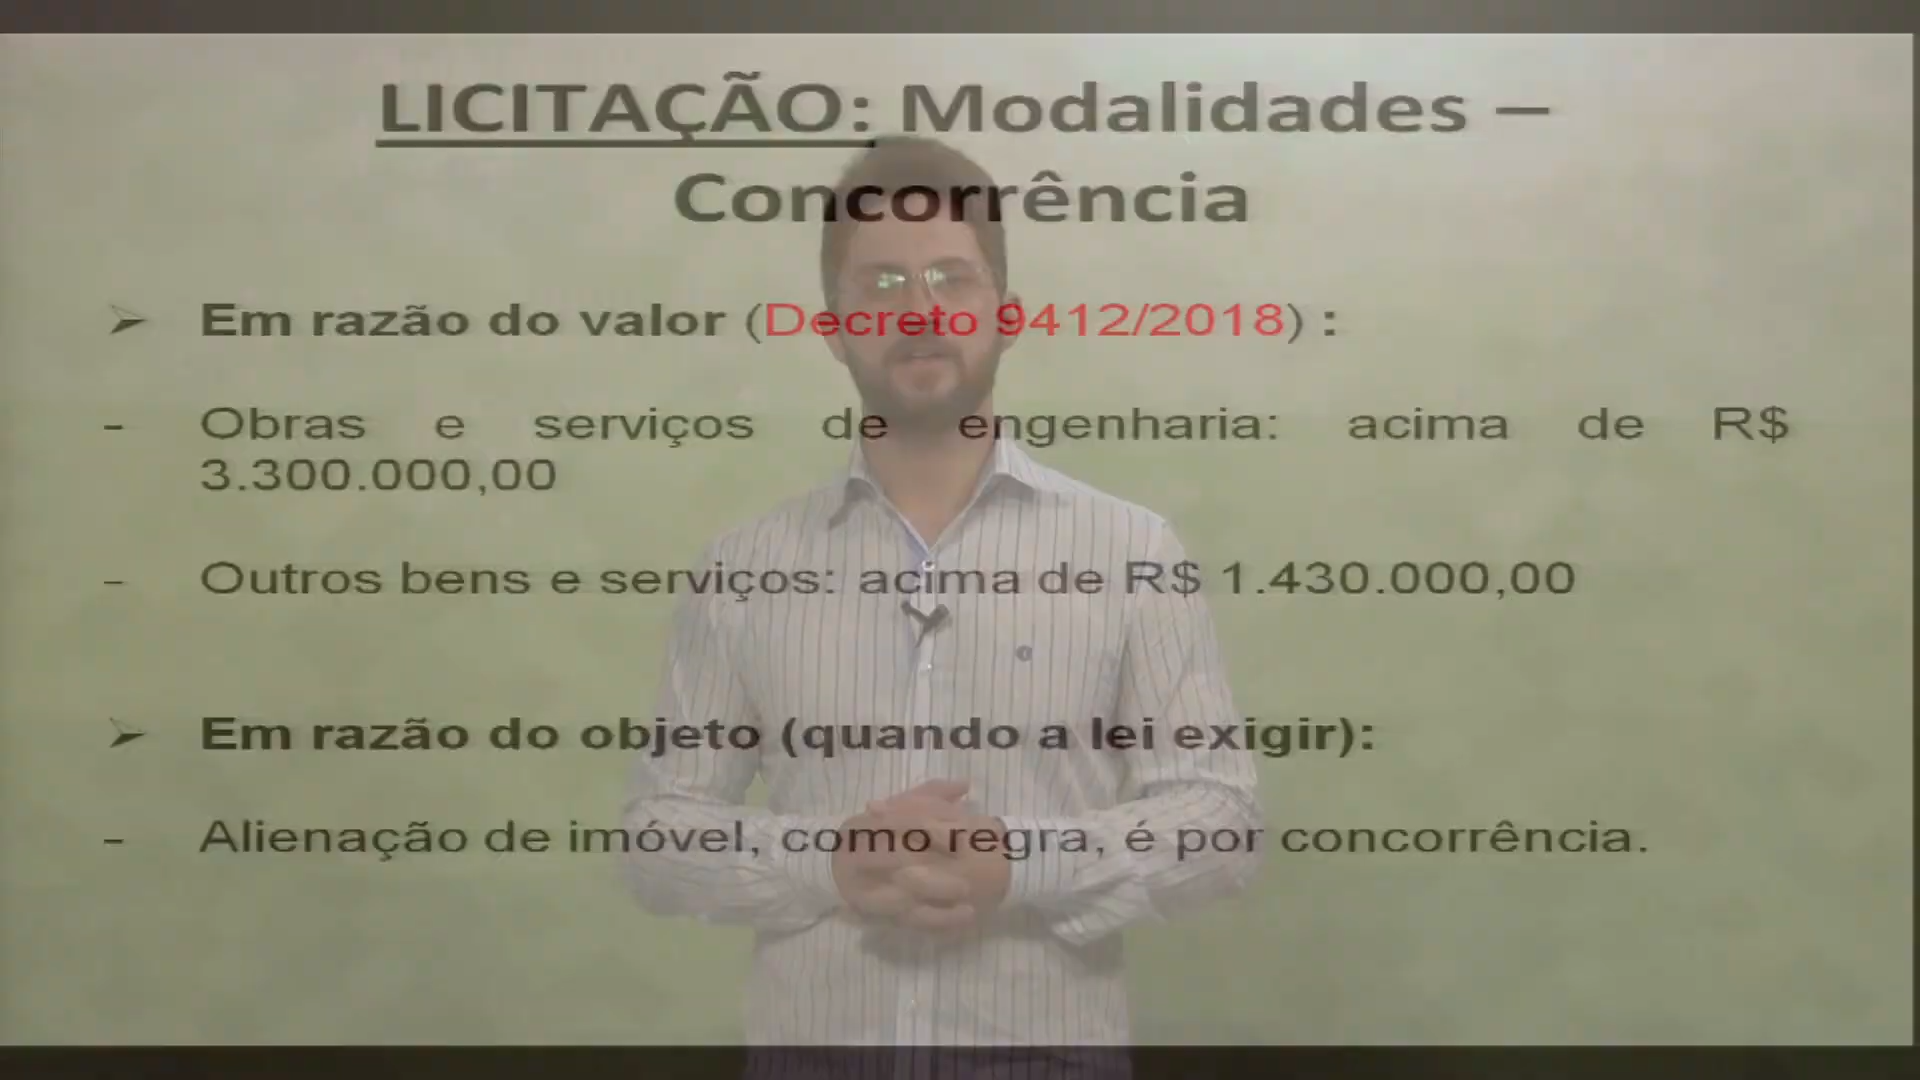 LICITAÇÃO: Modalidades –
Concorrência
➢ Em razão do valor (Decreto 9412/2018) :
- Obras e serviços de engenharia: acima de R$
3.300.000,00
- Outros bens e serviços: acima de R$ 1.430.000,00
➢ Em razão do objeto (quando a lei exigir):
- Alienação de imóvel, como regra, é por concorrência.